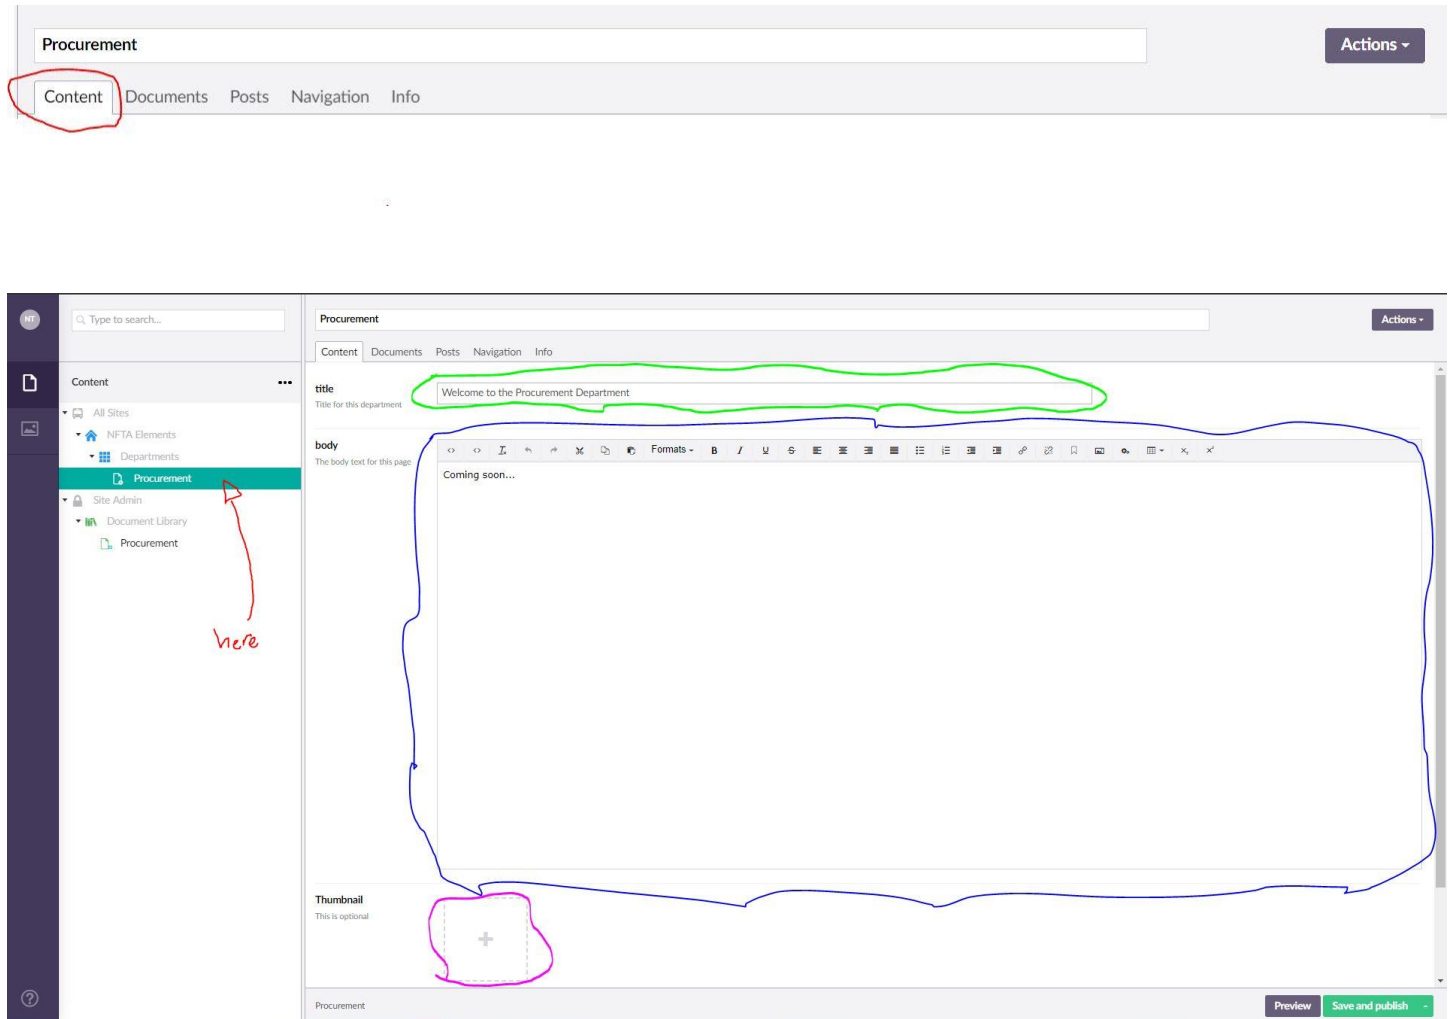 Procurement
Actions
Content Documents Posts Navigation Info
NT
Type to search...
Procurement
Actions
Content Documents Posts Navigation Info
Content
title
Title for this department
Welcome to the Procurement Department
All Sites
NFTA Elements
Departments
Procurement
Site Admin
Document Library
Procurement
here
body
The body text for this page
Formats B I U S
Coming soon...
Thumbnail
This is optional
Procurement
Preview Save and publish